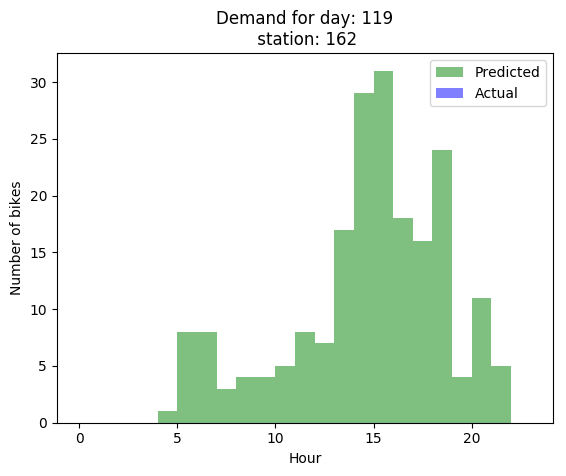 Demand for day: 119
station: 162
Predicted
Actual
30
25
20
15
10
5
0
Number of bikes
0 5 10 15 20
Hour